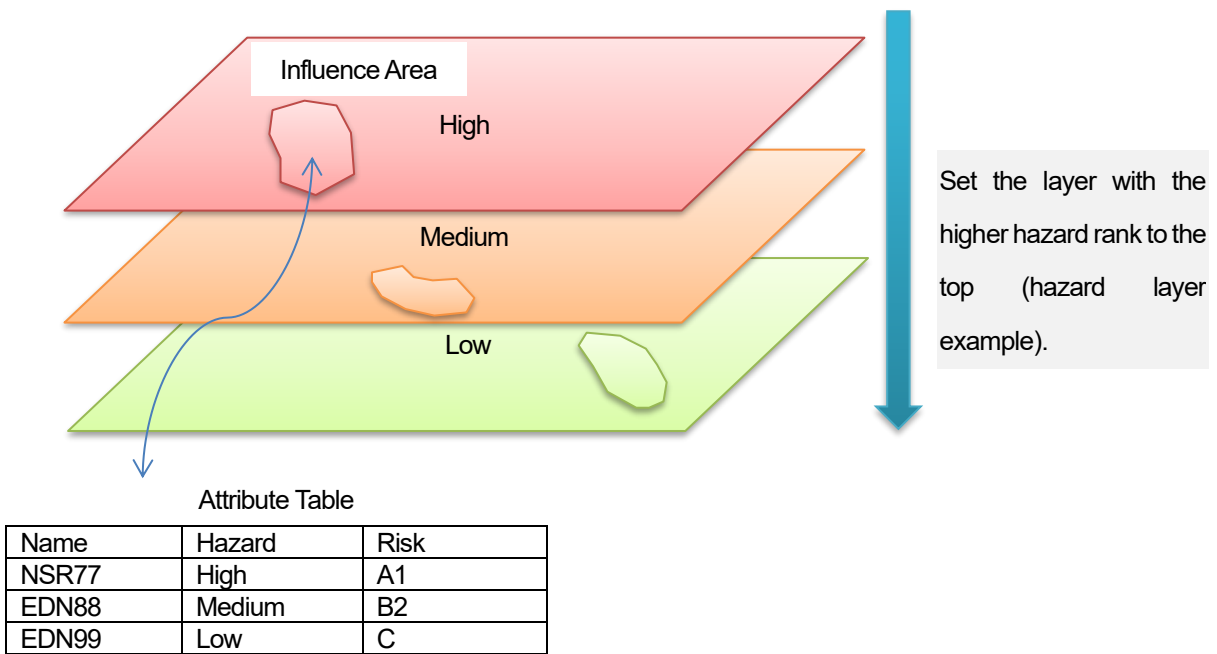 Influence Area
High
Medium
Low
Set the layer with the
higher hazard rank to the
top (hazard layer
example).
Attribute Table
Name Hazard Risk
NSR77 High A1
EDN88 Medium B2
EDN99 Low C